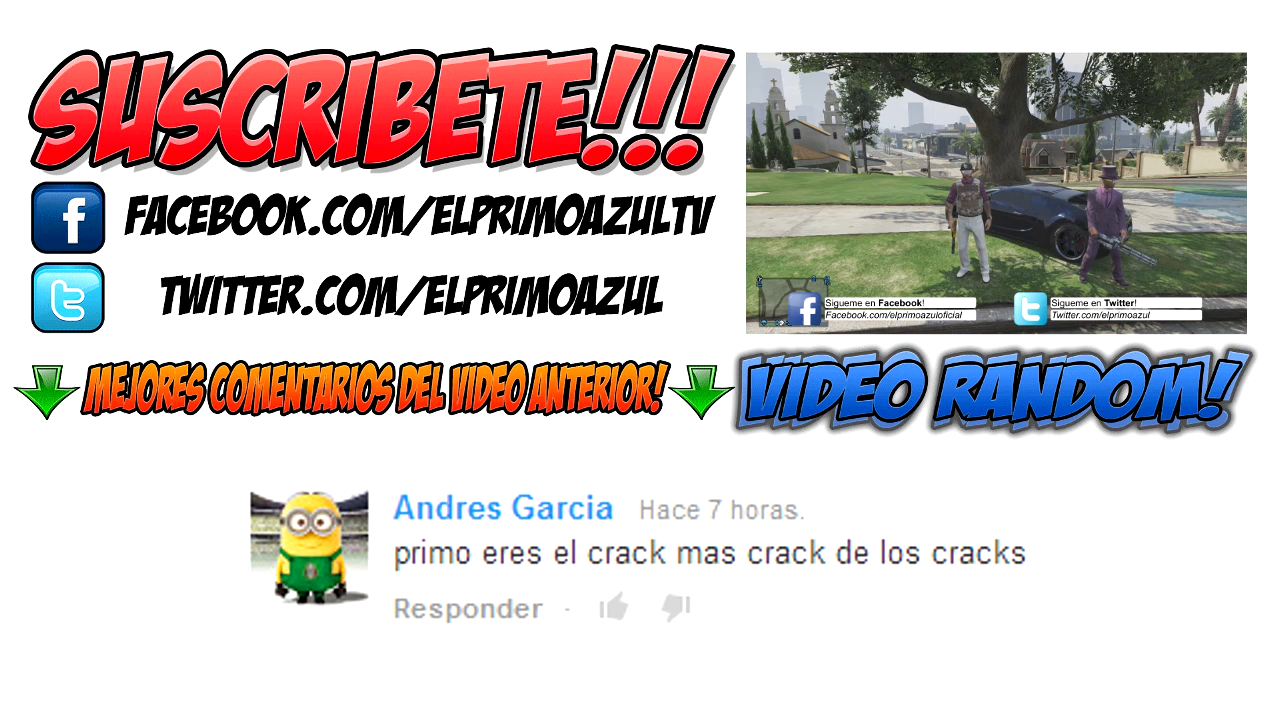 SUSCRIBETE!!!
FACEBOOK.COM/ELPRIMOAZULTV
TWITTER.COM/ELPRIMOAZUL
Sigueme en Facebook!
Facebook.com/elprimoazuloficial
Sigueme en Twitter!
Twitter.com/elprimoazul
MEJORES COMENTARIOS DEL VIDEO ANTERIOR!
VIDEO RANDOM!
Andres Garcia Hace 7 horas.
primo eres el crack mas crack de los cracks
Responder ·